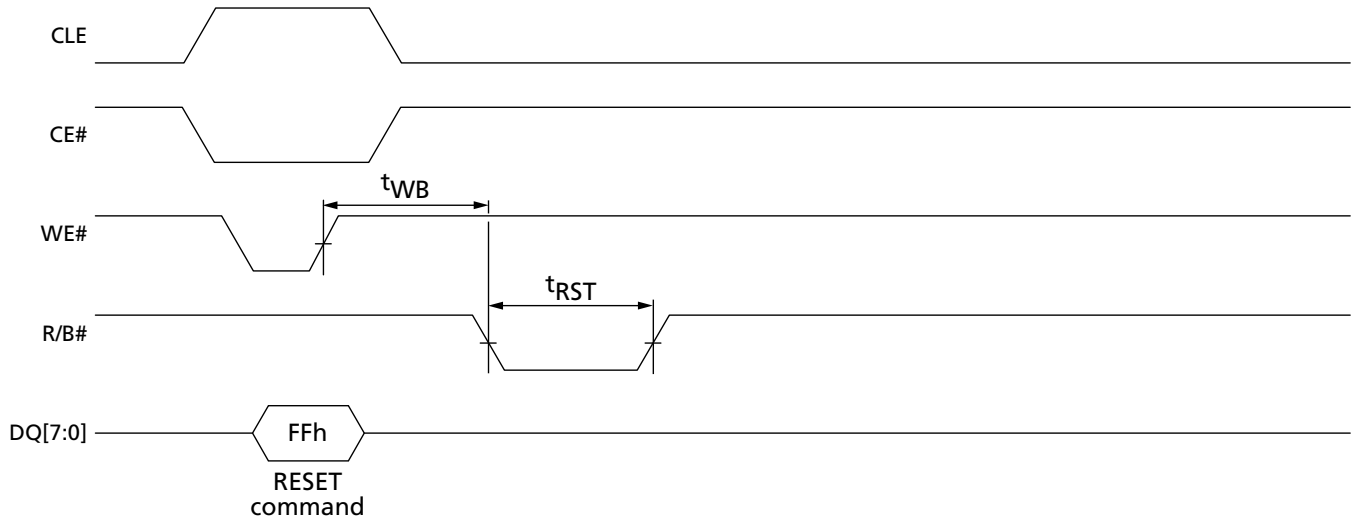 CLE
CE#
tWB
WE#
tRST
R/B#
DQ[7:0]
FFh
RESET
command